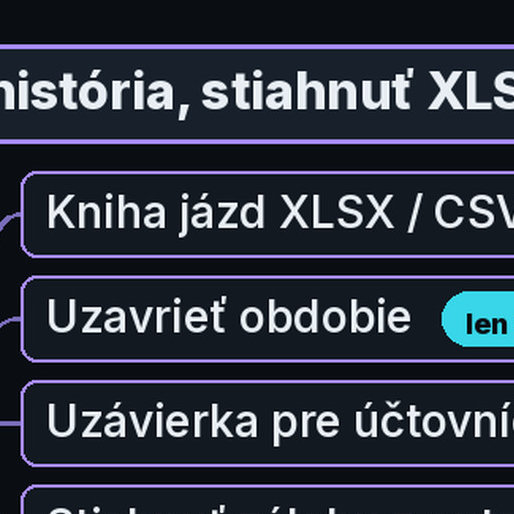 história, stiahnuť XLS
Kniha jázd XLSX / CSV
Uzavrieť obdobie len
Uzávierka pre účtovní